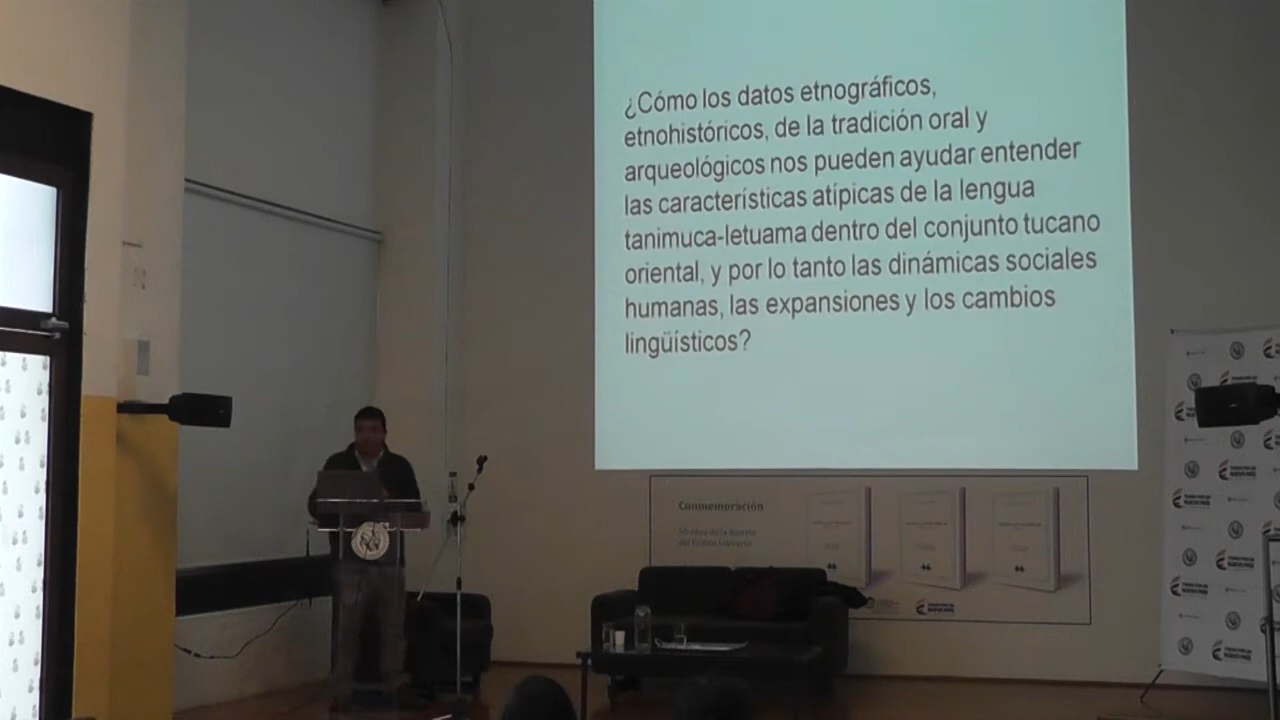 ¿Cómo los datos etnográficos,
etnohistóricos, de la tradición oral y
arqueológicos nos pueden ayudar entender
las características atípicas de la lengua
tanimuca-letuama dentro del conjunto tucano
oriental, y por lo tanto las dinámicas sociales
humanas, las expansiones y los cambios
lingüísticos?
Conmemoración